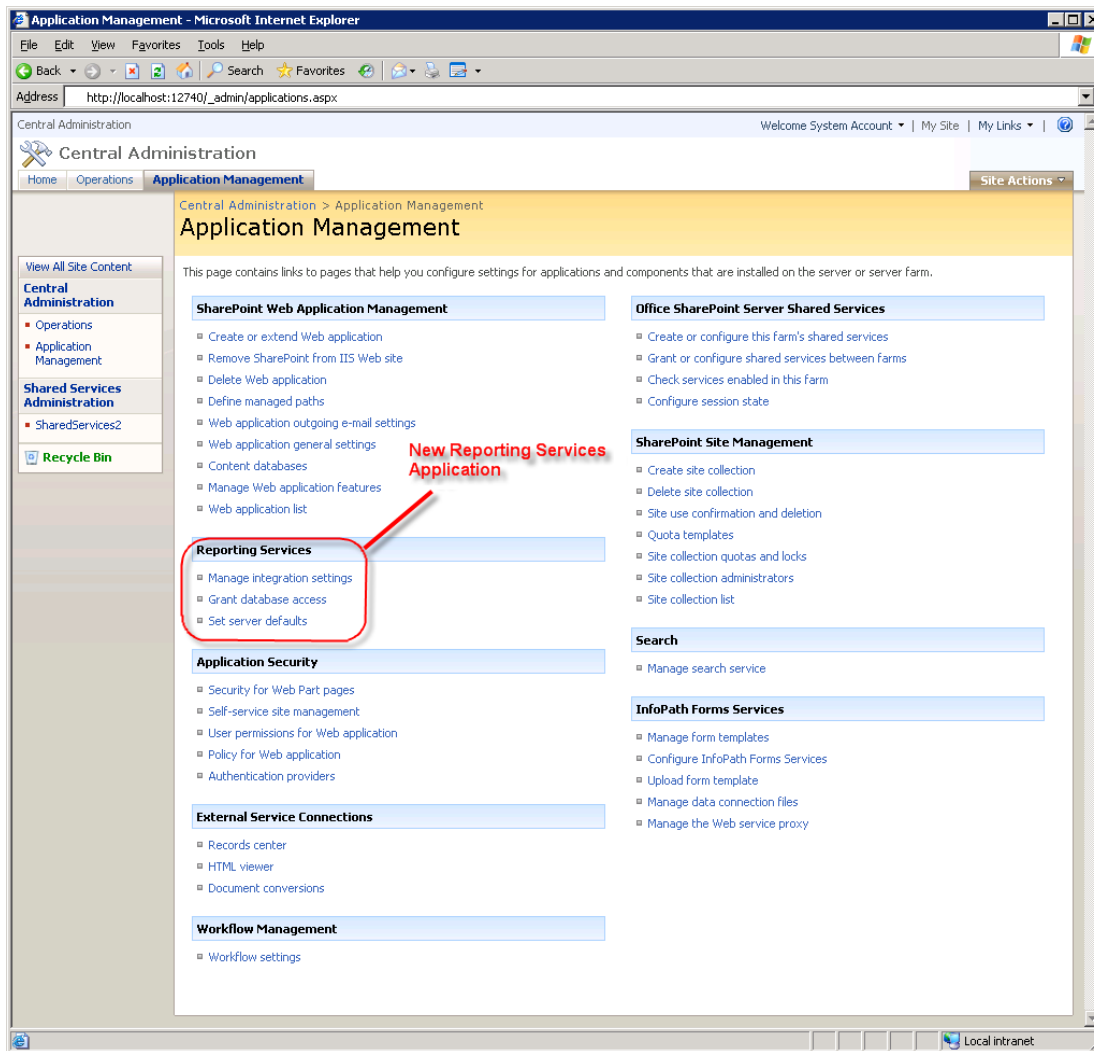 Application Management - Microsoft Internet Explorer
File Edit View Favorites Tools Help
Back Search Favorites
Address http://localhost:12740/_admin/applications.aspx
Central Administration Welcome System Account | My Site | My Links |
Central Administration
Home Operations Application Management Site Actions
Central Administration > Application Management
Application Management
View All Site Content
Central
Administration
Operations
Application
Management
Shared Services
Administration
SharedServices2
Recycle Bin
This page contains links to pages that help you configure settings for applications and components that are installed on the server or server farm.
SharePoint Web Application Management
Create or extend Web application
Remove SharePoint from IIS Web site
Delete Web application
Define managed paths
Web application outgoing e-mail settings
Web application general settings
Content databases
Manage Web application features
Web application list
New Reporting Services
Application
Reporting Services
Manage integration settings
Grant database access
Set server defaults
Application Security
Security for Web Part pages
Self-service site management
User permissions for Web application
Policy for Web application
Authentication providers
External Service Connections
Records center
HTML viewer
Document conversions
Workflow Management
Workflow settings
Office SharePoint Server Shared Services
Create or configure this farm's shared services
Grant or configure shared services between farms
Check services enabled in this farm
Configure session state
SharePoint Site Management
Create site collection
Delete site collection
Site use confirmation and deletion
Quota templates
Site collection quotas and locks
Site collection administrators
Site collection list
Search
Manage search service
InfoPath Forms Services
Manage form templates
Configure InfoPath Forms Services
Upload form template
Manage data connection files
Manage the Web service proxy
Local intranet